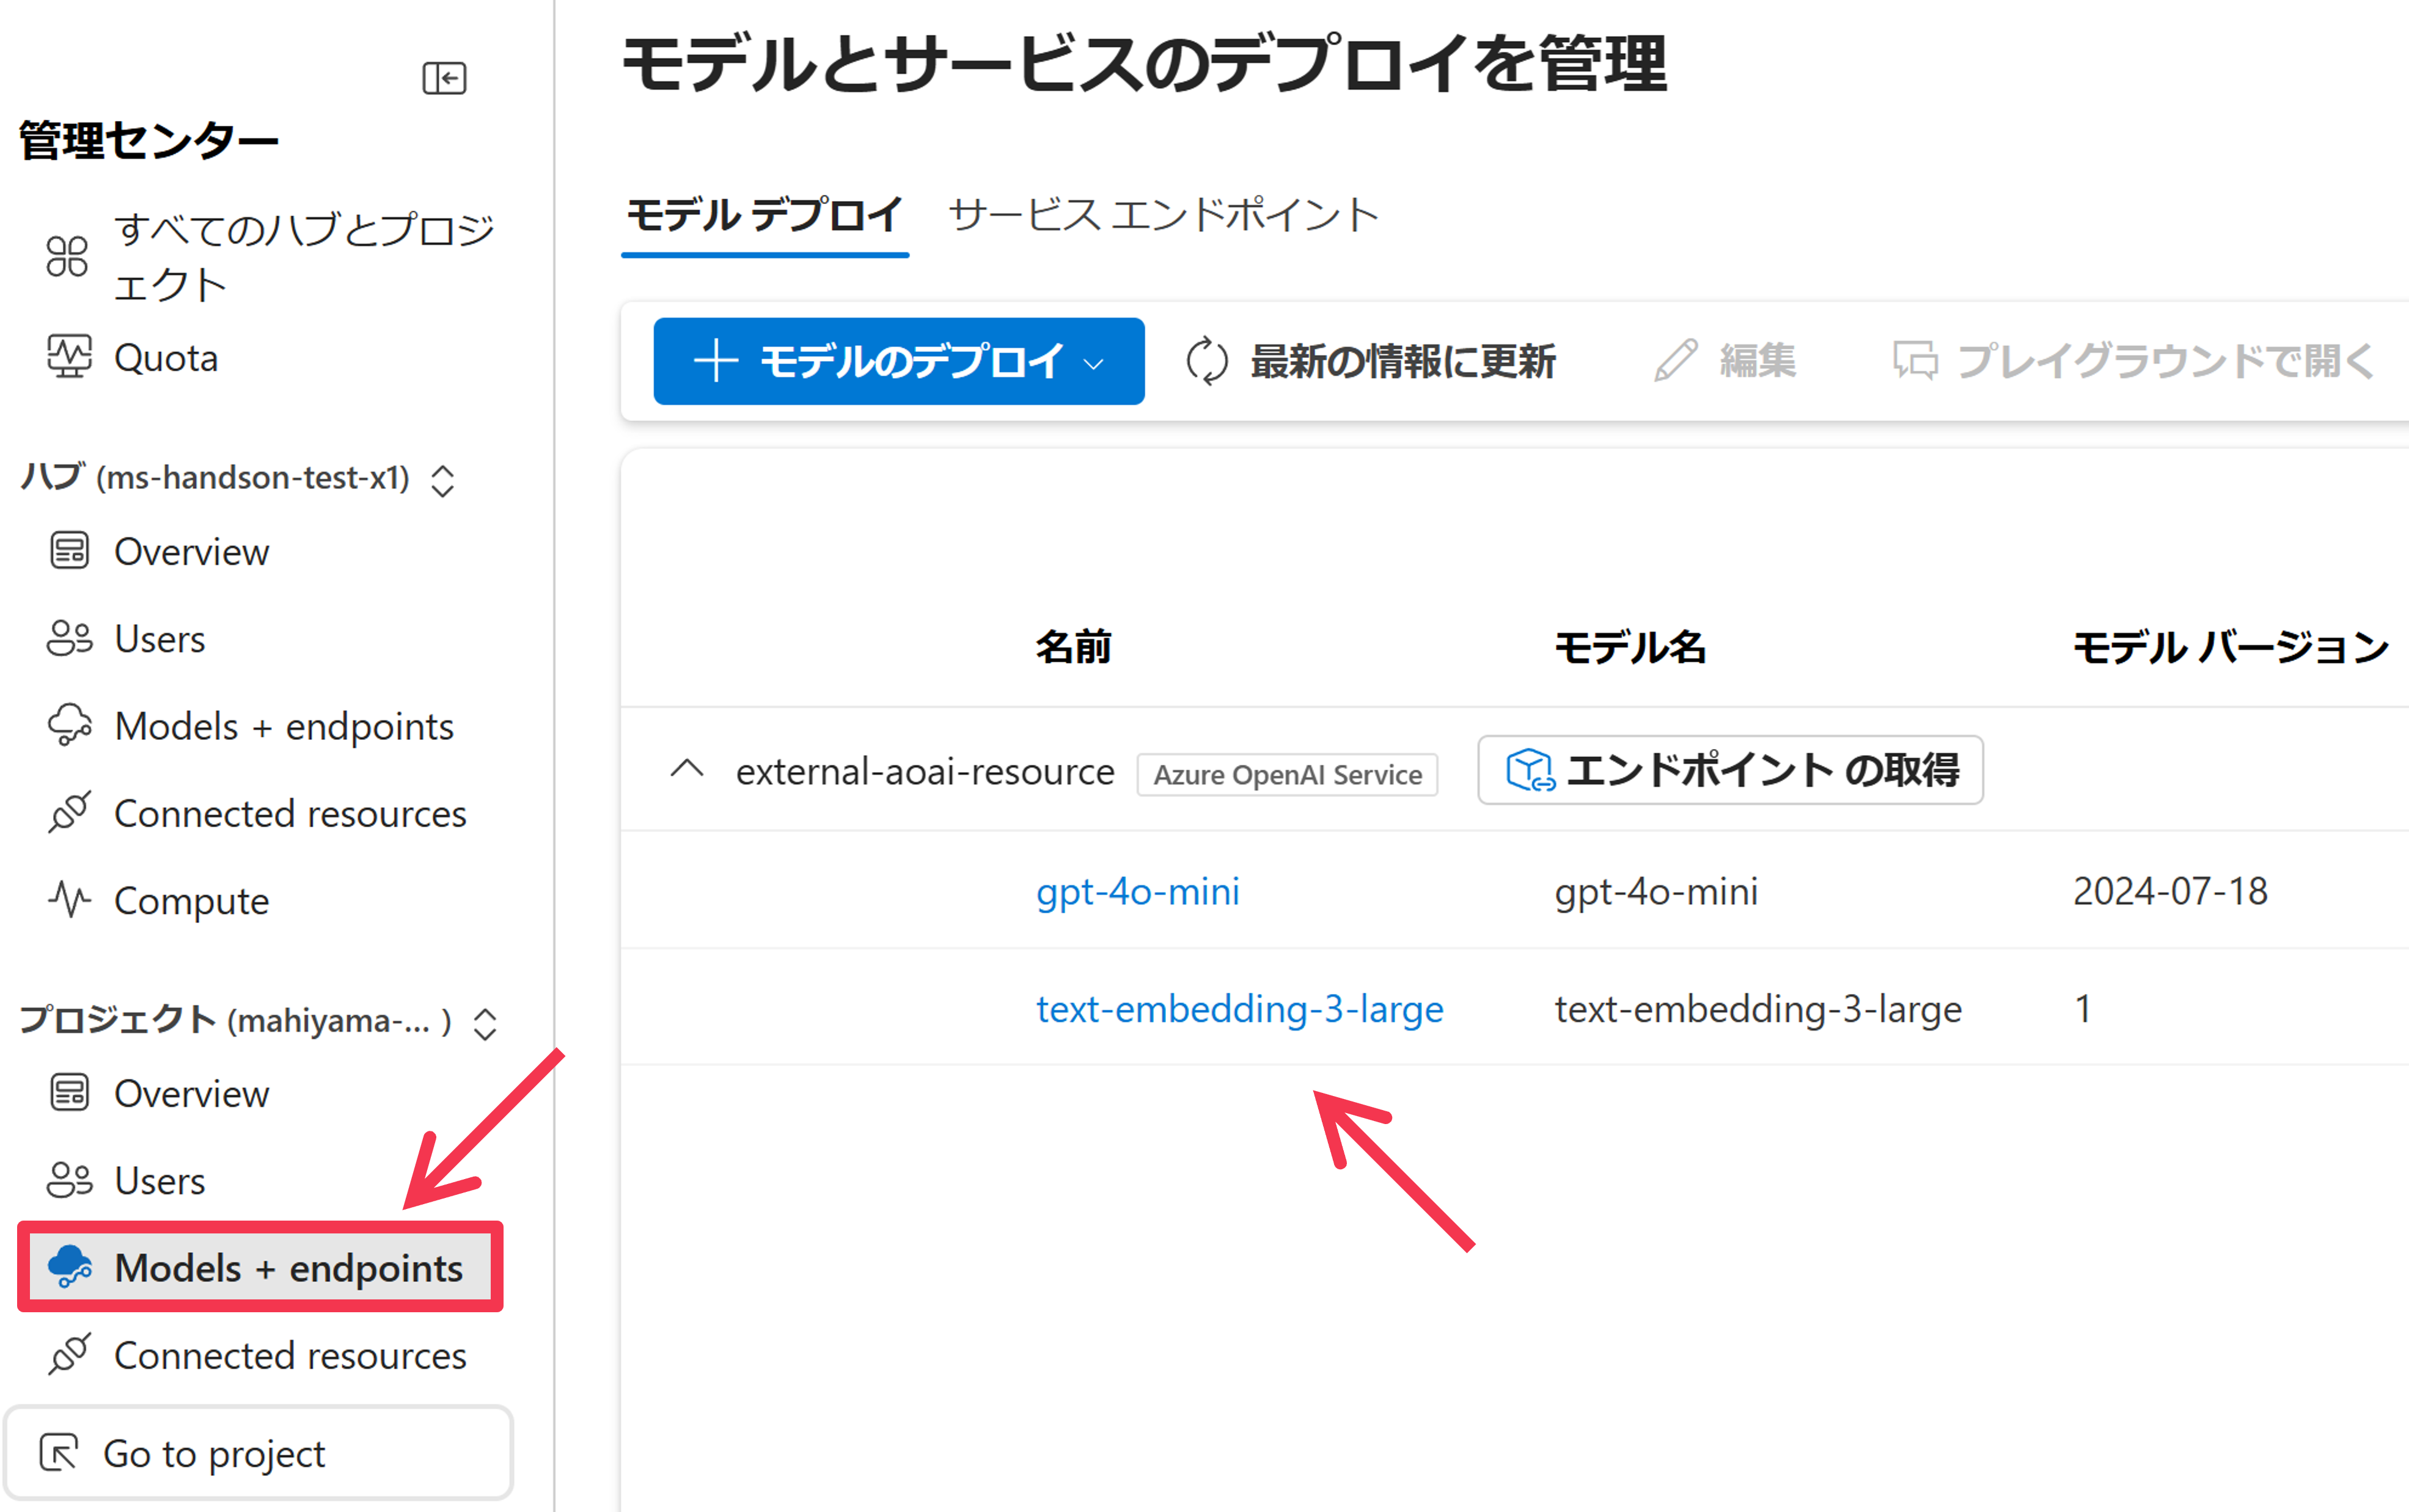 管理センター
すべてのハブとプロジ
ェクト
Quota
ハブ (ms-handson-test-x1)
Overview
Users
Models + endpoints
Connected resources
Compute
プロジェクト (mahiyama-... )
Overview
Users
Models + endpoints
Connected resources
Go to project
モデルとサービスのデプロイを管理
モデル デプロイ サービス エンドポイント
モデルのデプロイ 最新の情報に更新 編集 プレイグラウンドで開く
名前 モデル名 モデル バージョン
external-aoai-resource Azure OpenAI Service エンドポイント の取得
gpt-4o-mini gpt-4o-mini 2024-07-18
text-embedding-3-large text-embedding-3-large 1